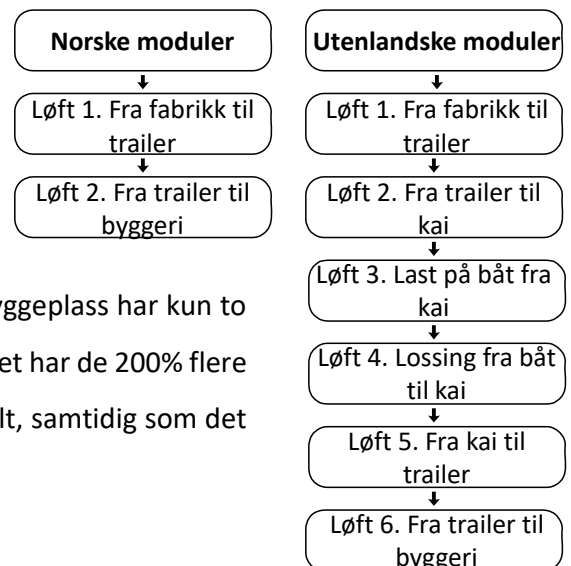 Norske moduler
Løft 1. Fra fabrikk til
trailer
Løft 2. Fra trailer til
byggeri
yggeplass har kun to
et har de 200% flere
lt, samtidig som det
Utenlandske moduler
Løft 1. Fra fabrikk til
trailer
Løft 2. Fra trailer til
kai
Løft 3. Last på båt fra
kai
Løft 4. Lossing fra båt
til kai
Løft 5. Fra kai til
trailer
Løft 6. Fra trailer til
byggeri